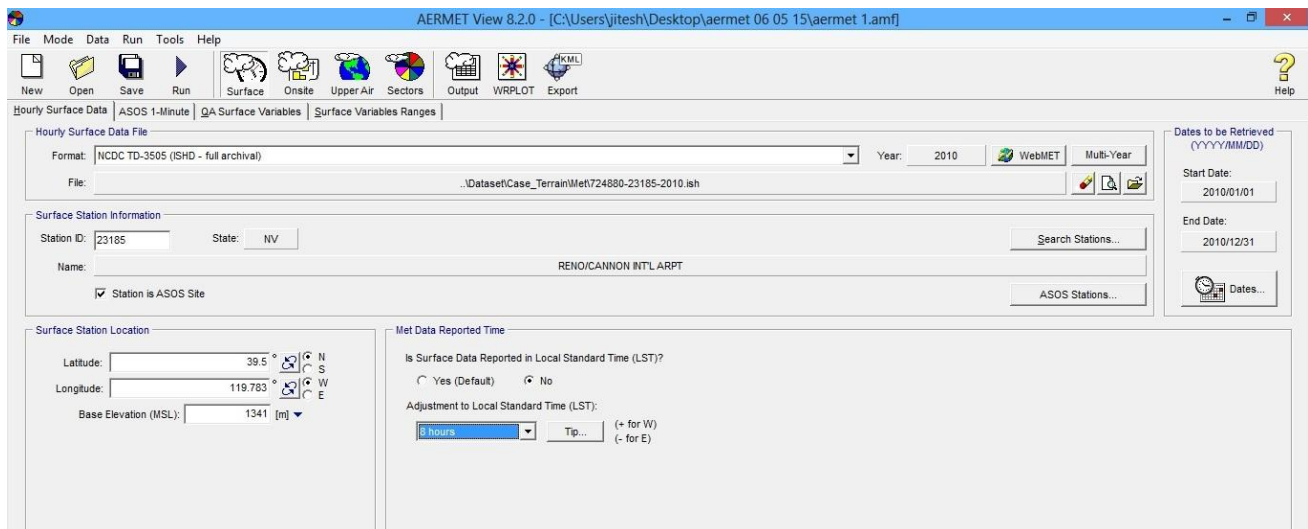 AERMET View 8.2.0 - [C:\Users\jitesh\Desktop\aermet 06 05 15\aermet 1.amf]
File Mode Data Run Tools Help
KML
New Open Save Run Surface Onsite Upper Air Sectors Output WRPLOT Export Help
Hourly Surface Data ASOS 1-Minute QA Surface Variables Surface Variables Ranges
Hourly Surface Data File
Format: NCDC TD-3505 (ISHD - full archival) Year: 2010 WebMET Multi-Year
File: ..\Dataset\Case_Terrain\Met\724880-23185-2010.ish
Dates to be Retrieved
(YYYY/MM/DD)
Start Date:
2010/01/01
End Date:
2010/12/31
Dates...
Surface Station Information
Station ID: 23185 State: NV Search Stations...
Name: RENO/CANNON INT'L ARPT
Station is ASOS Site ASOS Stations...
Surface Station Location
Latitude: 39.5 ° N S
Longitude: 119.783 ° W E
Base Elevation (MSL): 1341 [m]
Met Data Reported Time
Is Surface Data Reported in Local Standard Time (LST)?
Yes (Default) No
Adjustment to Local Standard Time (LST):
8 hours Tip... (+ for W)
(- for E)